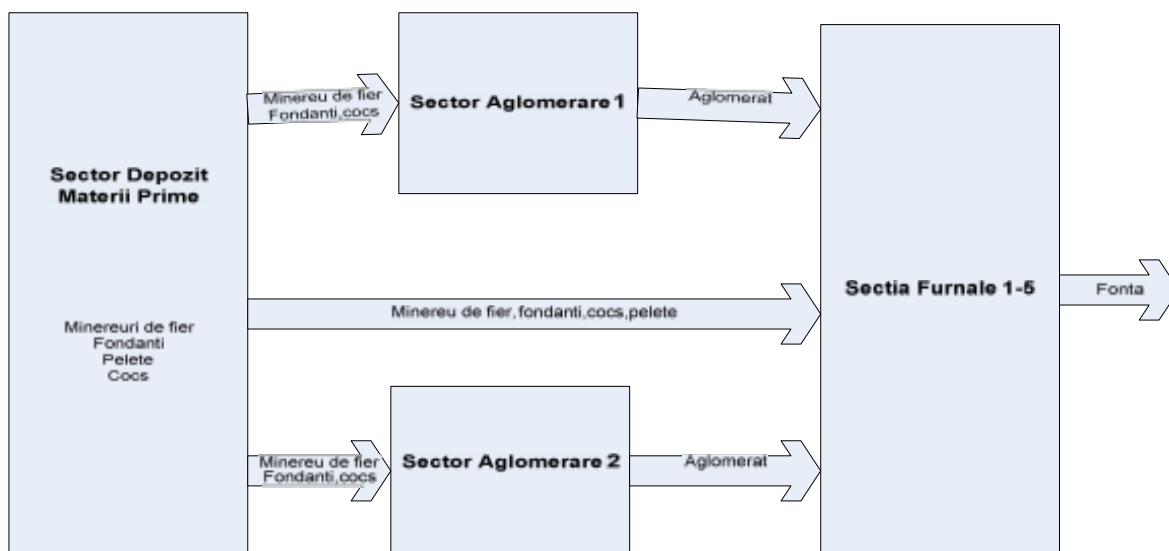 Sector Depozit
Materii Prime
Minereuri de fier
Fondanti
Pelete
Cocs
Minereu de fier
Fondanti,cocs
Sector Aglomerare 1
Aglomerat
Minereu de fier,fondanti,cocs,pelete
Minereu de fier
Fondanti,cocs
Sector Aglomerare 2
Aglomerat
Sectia Furnale 1-5
Fonta